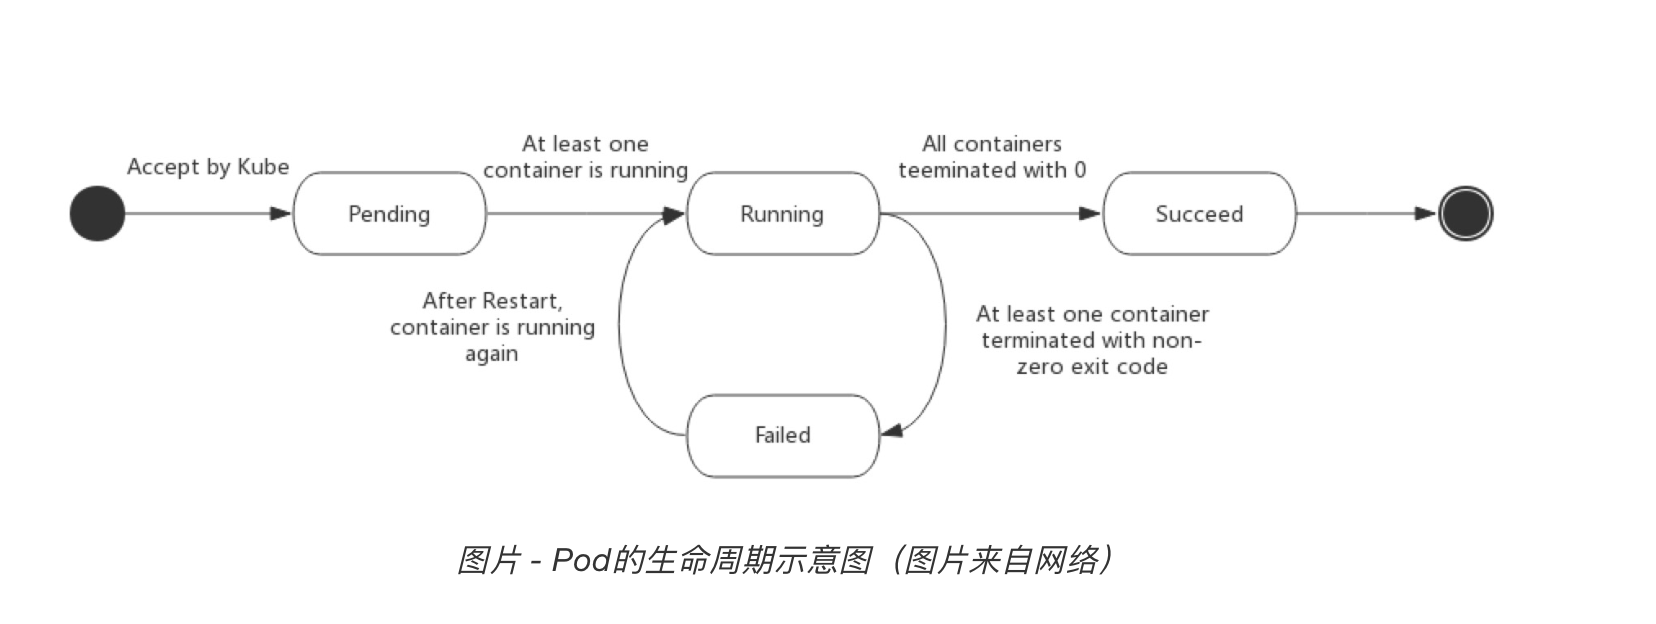 Accept by Kube
Pending
At least one
container is running
Running
All containers
teeminated with 0
Succeed
After Restart,
container is running
again
At least one container
terminated with non-
zero exit code
Failed
图片 - Pod的生命周期示意图（图片来自网络）